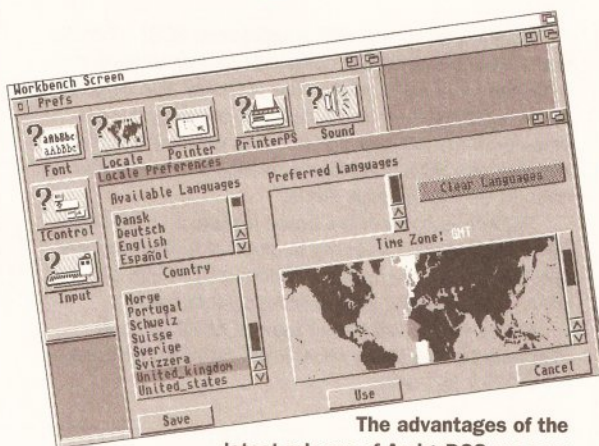 Workbench Screen
Prefs
aABbBbc
aABbBbc
Font
Locale
Pointer
PrinterPS
Sound
IControl
Input
Locale Preferences
Available Languages
Dansk
Deutsch
English
Español
Preferred Languages
Clear Languages
Country
Norge
Portugal
Schweiz
Suisse
Sverige
Svizzera
United_kingdom
United_states
Time Zone: GMT
Save
Use
Cancel
The advantages of the